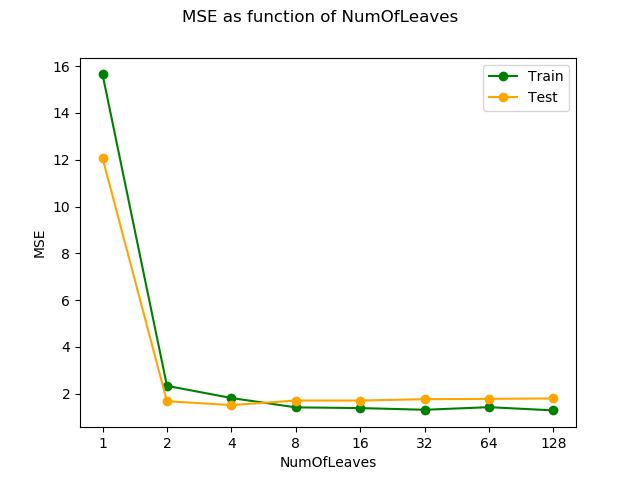 MSE as function of NumOfLeaves
Train
Test
MSE
16
14
12
10
8
6
4
2
1 2 4 8 16 32 64 128
NumOfLeaves